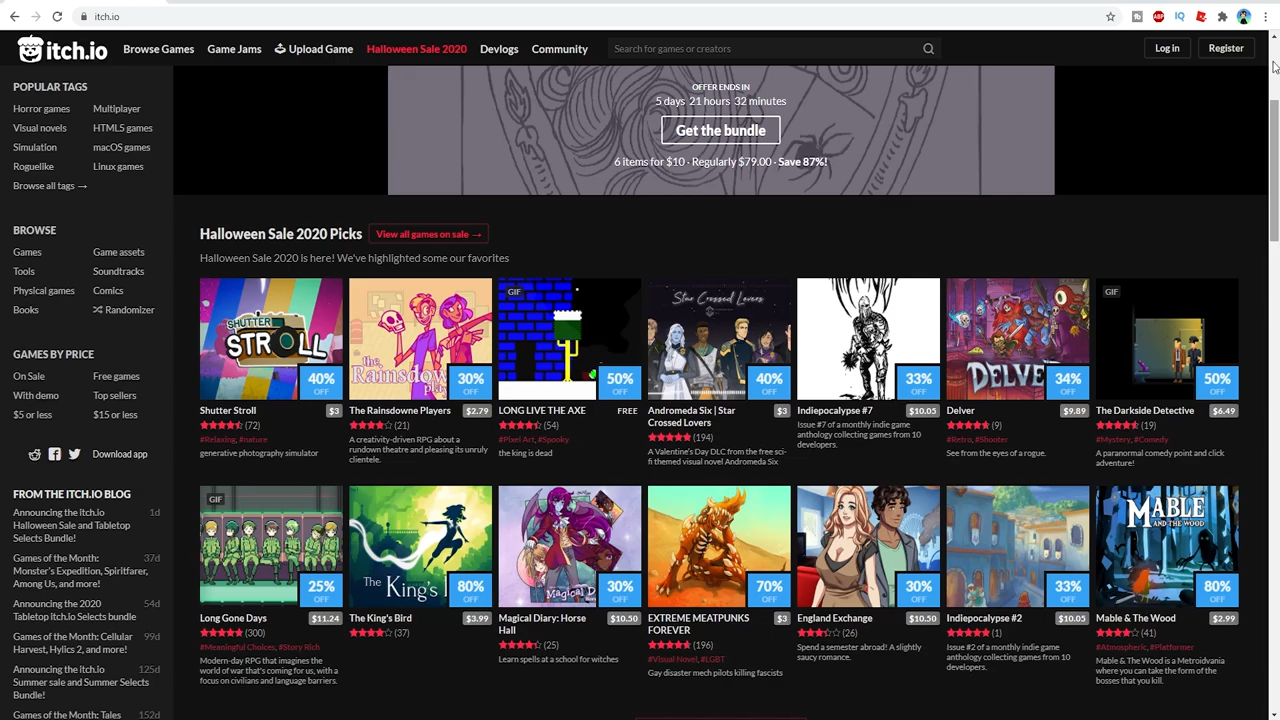 itch.io
itch.io
Browse Games
Game Jams
Upload Game
Halloween Sale 2020
Devlogs
Community
Search for games or creators
Log in
Register
POPULAR TAGS
Horror games
Multiplayer
Visual novels
HTML5 games
Simulation
macOS games
Roguelike
Linux games
Browse all tags →
BROWSE
Games
Game assets
Tools
Soundtracks
Physical games
Comics
Books
Randomizer
GAMES BY PRICE
On Sale
Free games
With demo
Top sellers
$5 or less
$15 or less
Download app
FROM THE ITCH.IO BLOG
Announcing the itch.io 1d
Halloween Sale and Tabletop
Selects Bundle!
Games of the Month: 37d
Monster's Expedition, Spiritfarer,
Among Us, and more!
Announcing the 2020 54d
Tabletop itch.io Selects bundle
Games of the Month: Cellular 99d
Harvest, Hylics 2, and more!
Announcing the itch.io 125d
Summer sale and Summer Selects
Bundle!
Games of the Month: Tales 152d
OFFER ENDS IN
5 days 21 hours 32 minutes
Get the bundle
6 items for $10 · Regularly $79.00 · Save 87%!
Halloween Sale 2020 Picks
View all games on sale →
Halloween Sale 2020 is here! We've highlighted some our favorites
SHUTTER
STROLL
40%
OFF
Shutter Stroll
$3
(72)
#Relaxing, #nature
generative photography simulator
the
Rainsdowne
30%
OFF
The Rainsdowne Players
$2.79
(21)
A creativity-driven RPG about a
rundown theatre and pleasing its unruly
clientele.
GIF
50%
OFF
LONG LIVE THE AXE
FREE
(54)
#Pixel Art, #Spooky
the king is dead
Star Crossed Lovers
40%
OFF
Andromeda Six | Star
Crossed Lovers
$3
(194)
A Valentine's Day DLC from the free sci-
fi themed visual novel Andromeda Six
33%
OFF
Indiepocalypse #7
$10.05
Issue #7 of a monthly indie game
anthology collecting games from 10
developers.
DELVER
34%
OFF
Delver
$9.89
(9)
#Retro, #Shooter
See from the eyes of a rogue.
GIF
50%
OFF
The Darkside Detective
$6.49
(19)
#Mystery, #Comedy
A paranormal comedy point and click
adventure!
GIF
25%
OFF
Long Gone Days
$11.24
(300)
#Meaningful Choices, #Story Rich
Modern-day RPG that imagines the
world of war that's coming for us, with a
focus on civilians and language barriers.
The King's
80%
OFF
The King's Bird
$3.99
(37)
Magical D
30%
OFF
Magical Diary: Horse
Hall
$10.50
(25)
Learn spells at a school for witches
70%
OFF
EXTREME MEATPUNKS
FOREVER
$3
(196)
#Visual Novel, #LGBT
Gay disaster mech pilots killing fascists
30%
OFF
England Exchange
$10.50
(26)
Spend a semester abroad! A slightly
saucy romance.
33%
OFF
Indiepocalypse #2
$10.05
(1)
Issue #2 of a monthly indie game
anthology collecting games from 10
developers.
MABLE
AND THE WOOD
80%
OFF
Mable & The Wood
$2.99
(41)
#Atmospheric, #Platformer
Mable & The Wood is a Metroidvania
where you can take the form of the
bosses that you kill.